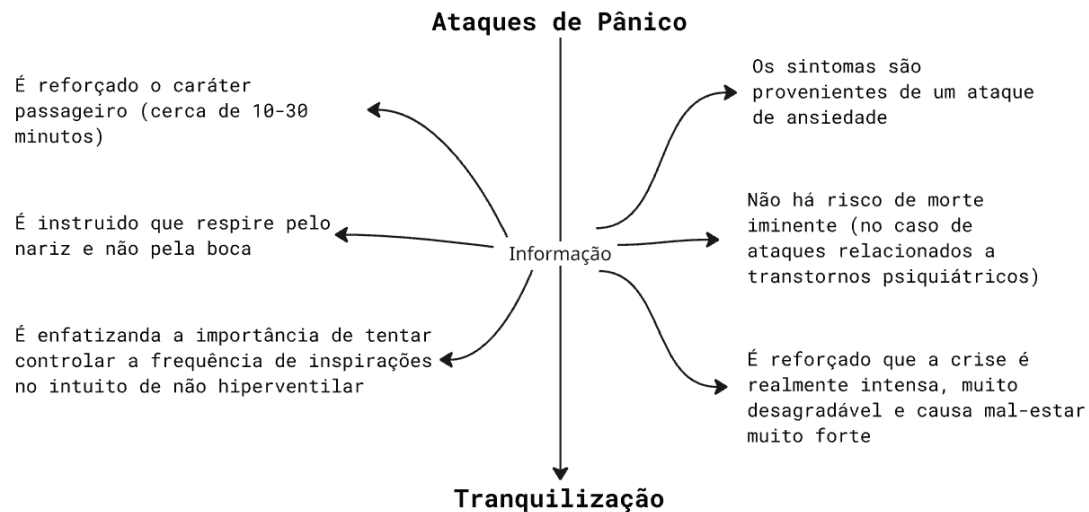 Ataques de Pânico
É reforçado o caráter
passageiro (cerca de 10-30
minutos)
É instruido que respire pelo
nariz e não pela boca
É enfatizanda a importância de tentar
controlar a frequência de inspirações
no intuito de não hiperventilar
Informação
Os sintomas são
provenientes de um ataque
de ansiedade
Não há risco de morte
iminente (no caso de
ataques relacionados a
transtornos psiquiátricos)
É reforçado que a crise é
realmente intensa, muito
desagradável e causa mal-estar
muito forte
Tranquilização